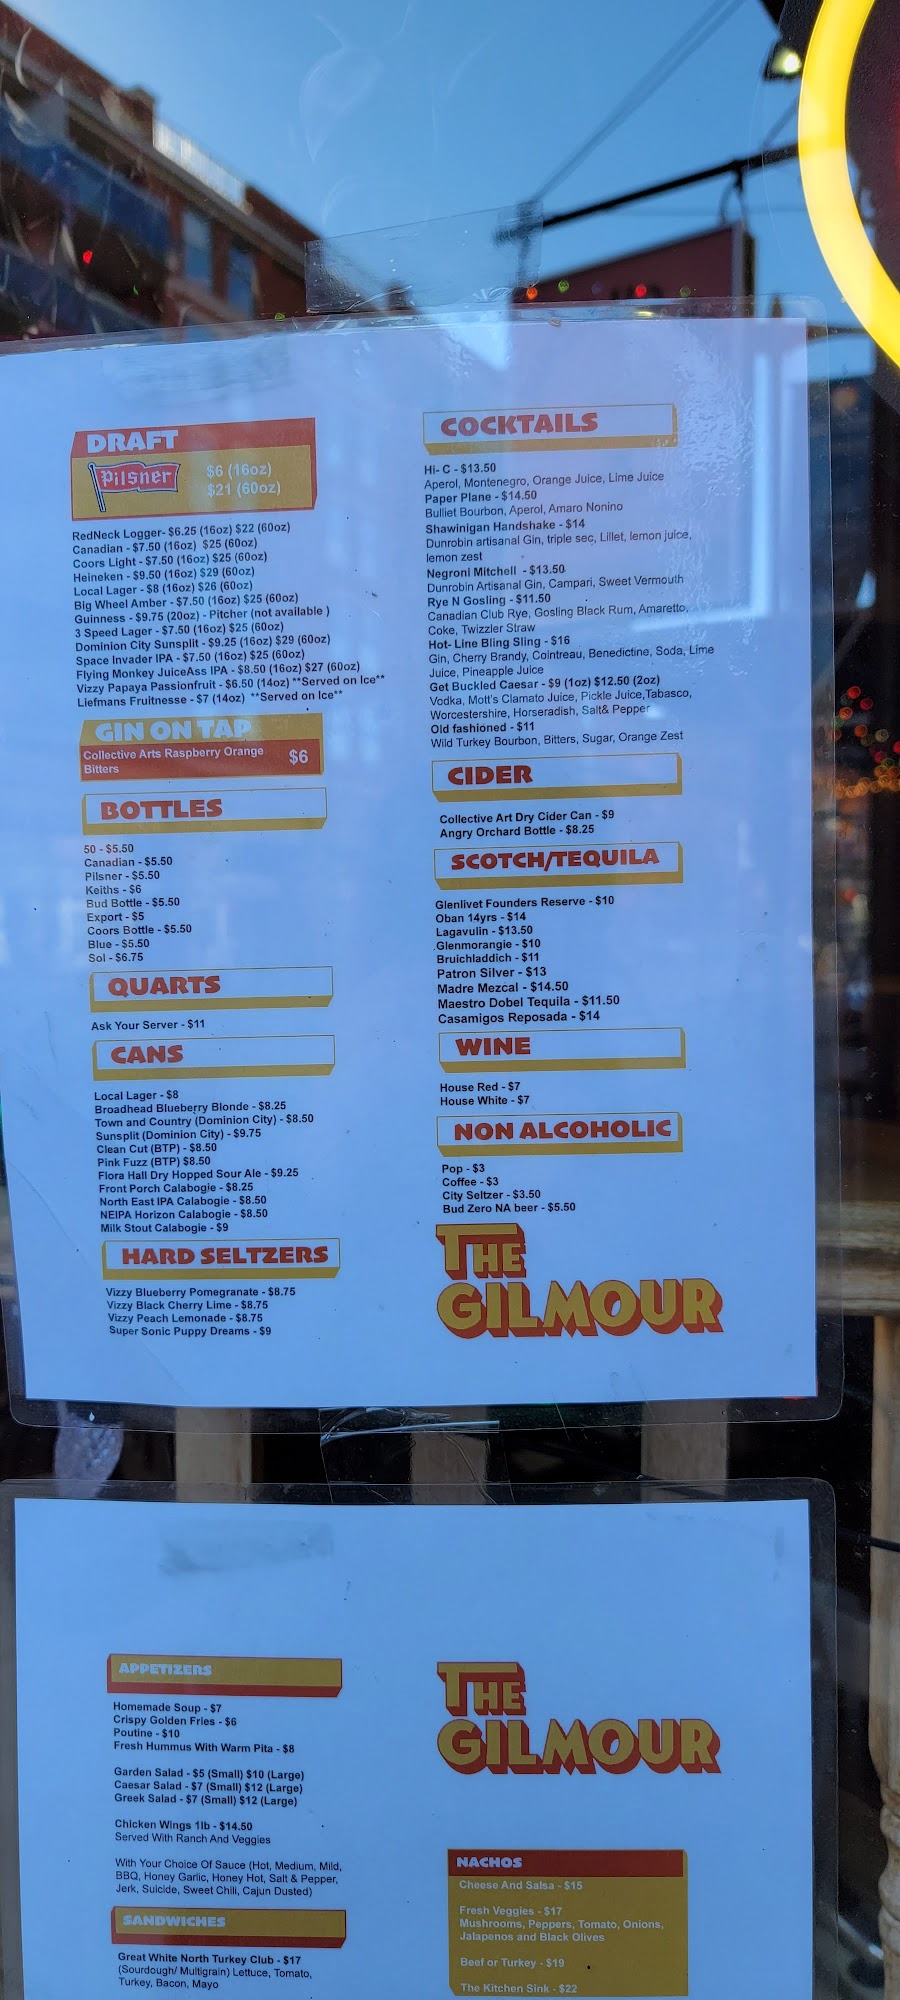 DRAFT
Pilsner
$6 (16oz)
$21 (60oz)
RedNeck Logger- $6.25 (16oz) $22 (60oz)
Canadian - $7.50 (16oz) $25 (60oz)
Coors Light - $7.50 (16oz) $25 (60oz)
Heineken - $9.50 (16oz) $29 (60oz)
Local Lager - $8 (16oz) $26 (60oz)
Big Wheel Amber - $7.50 (16oz) $25 (60oz)
Guinness - $9.75 (20oz) - Pitcher (not available )
3 Speed Lager - $7.50 (16oz) $25 (60oz)
Dominion City Sunsplit - $9.25 (16oz) $29 (60oz)
Space Invader IPA - $7.50 (16oz) $25 (60oz)
Flying Monkey JuiceAss IPA - $8.50 (16oz) $27 (60oz)
Vizzy Papaya Passionfruit - $6.50 (14oz) **Served on Ice**
Liefmans Fruitnesse - $7 (14oz) **Served on Ice**
GIN ON TAP
Collective Arts Raspberry Orange
Bitters
$6
BOTTLES
50 - $5.50
Canadian - $5.50
Pilsner - $5.50
Keiths - $6
Bud Bottle - $5.50
Export - $5
Coors Bottle - $5.50
Blue - $5.50
Sol - $6.75
QUARTS
Ask Your Server - $11
CANS
Local Lager - $8
Broadhead Blueberry Blonde - $8.25
Town and Country (Dominion City) - $8.50
Sunsplit (Dominion City) - $9.75
Clean Cut (BTP) - $8.50
Pink Fuzz (BTP) $8.50
Flora Hall Dry Hopped Sour Ale - $9.25
Front Porch Calabogie - $8.25
North East IPA Calabogie - $8.50
NEIPA Horizon Calabogie - $8.50
Milk Stout Calabogie - $9
HARD SELTZERS
Vizzy Blueberry Pomegranate - $8.75
Vizzy Black Cherry Lime - $8.75
Vizzy Peach Lemonade - $8.75
Super Sonic Puppy Dreams - $9
COCKTAILS
Hi- C - $13.50
Aperol, Montenegro, Orange Juice, Lime Juice
Paper Plane - $14.50
Bulliet Bourbon, Aperol, Amaro Nonino
Shawinigan Handshake - $14
Dunrobin artisanal Gin, triple sec, Lillet, lemon juice,
lemon zest
Negroni Mitchell - $13.50
Dunrobin Artisanal Gin, Campari, Sweet Vermouth
Rye N Gosling - $11.50
Canadian Club Rye, Gosling Black Rum, Amaretto,
Coke, Twizzler Straw
Hot- Line Bling Sling - $16
Gin, Cherry Brandy, Cointreau, Benedictine, Soda, Lime
Juice, Pineapple Juice
Get Buckled Caesar - $9 (1oz) $12.50 (2oz)
Vodka, Mott's Clamato Juice, Pickle Juice,Tabasco,
Worcestershire, Horseradish, Salt& Pepper
Old fashioned - $11
Wild Turkey Bourbon, Bitters, Sugar, Orange Zest
CIDER
Collective Art Dry Cider Can - $9
Angry Orchard Bottle - $8.25
SCOTCH/TEQUILA
Glenlivet Founders Reserve - $10
Oban 14yrs - $14
Lagavulin - $13.50
Glenmorangie - $10
Bruichladdich - $11
Patron Silver - $13
Madre Mezcal - $14.50
Maestro Dobel Tequila - $11.50
Casamigos Reposada - $14
WINE
House Red - $7
House White - $7
NON ALCOHOLIC
Pop - $3
Coffee - $3
City Seltzer - $3.50
Bud Zero NA beer - $5.50
THE
GILMOUR
APPETIZERS
Homemade Soup - $7
Crispy Golden Fries - $6
Poutine - $10
Fresh Hummus With Warm Pita - $8
Garden Salad - $5 (Small) $10 (Large)
Caesar Salad - $7 (Small) $12 (Large)
Greek Salad - $7 (Small) $12 (Large)
Chicken Wings 1lb - $14.50
Served With Ranch And Veggies
With Your Choice Of Sauce (Hot, Medium, Mild,
BBQ, Honey Garlic, Honey Hot, Salt & Pepper,
Jerk, Suicide, Sweet Chili, Cajun Dusted)
SANDWICHES
Great White North Turkey Club - $17
(Sourdough/ Multigrain) Lettuce, Tomato,
Turkey, Bacon, Mayo
THE
GILMOUR
NACHOS
Cheese And Salsa - $15
Fresh Veggies - $17
Mushrooms, Peppers, Tomato, Onions,
Jalapenos and Black Olives
Beef or Turkey - $19
The Kitchen Sink - $22